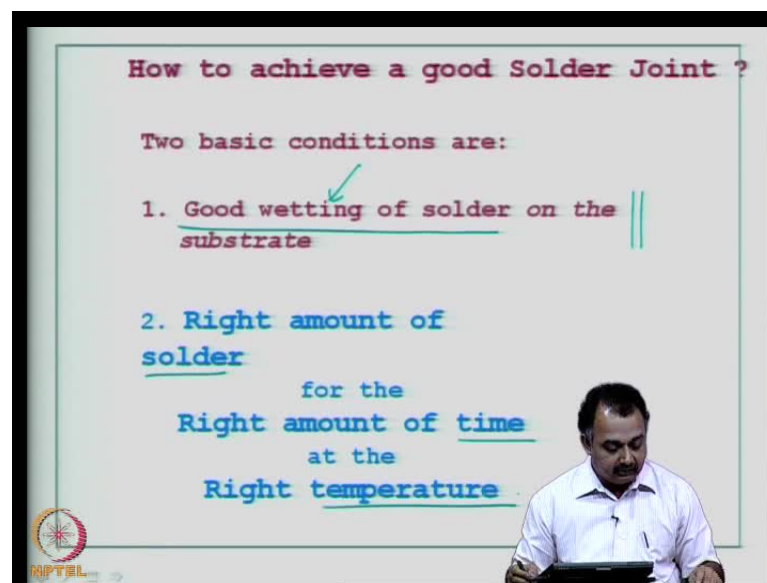 How to achieve a good Solder Joint ?
Two basic conditions are:
1. Good wetting of solder on the
substrate
2. Right amount of
solder
for the
Right amount of time
at the
Right temperature
NPTEL